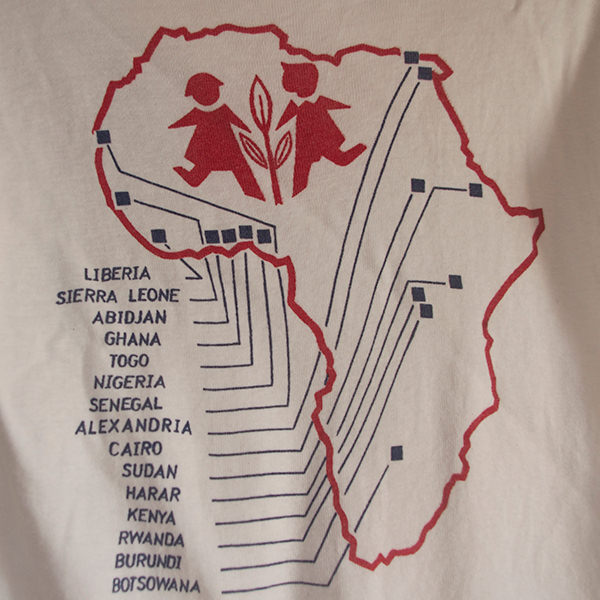 LIBERIA
SIERRA LEONE
ABIDJAN
GHANA
TOGO
NIGERIA
SENEGAL
ALEXANDRIA
CAIRO
SUDAN
HARAR
KENYA
RWANDA
BURUNDI
BOTSOWANA